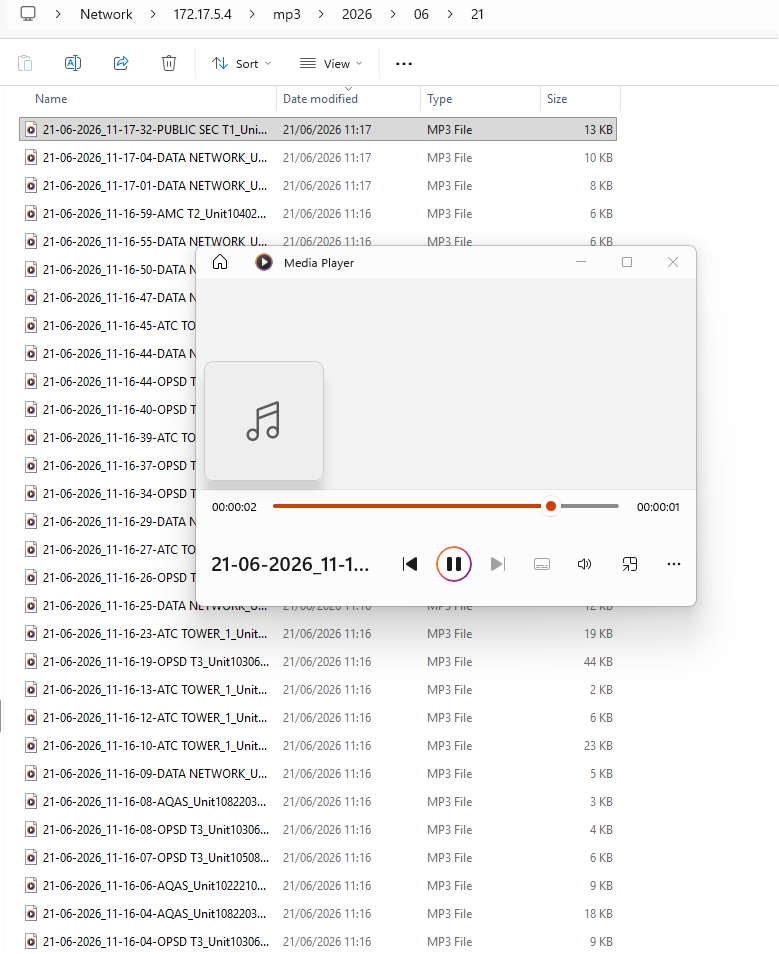 Network 172.17.5.4 mp3 2026 06 21
Sort View
Name Date modified Type Size
21-06-2026_11-17-32-PUBLIC SEC T1_Uni... 21/06/2026 11:17 MP3 File 13 KB
21-06-2026_11-17-04-DATA NETWORK_U... 21/06/2026 11:17 MP3 File 10 KB
21-06-2026_11-17-01-DATA NETWORK_U... 21/06/2026 11:17 MP3 File 8 KB
21-06-2026_11-16-59-AMC T2_Unit10402... 21/06/2026 11:16 MP3 File 6 KB
21-06-2026_11-16-55-DATA NETWORK_U... 21/06/2026 11:16 MP3 File 6 KB
21-06-2026_11-16-50-DATA N
21-06-2026_11-16-47-DATA N
21-06-2026_11-16-45-ATC TO
21-06-2026_11-16-44-DATA N
21-06-2026_11-16-44-OPSD T
21-06-2026_11-16-40-OPSD T
21-06-2026_11-16-39-ATC TO
21-06-2026_11-16-37-OPSD T
21-06-2026_11-16-34-OPSD T
21-06-2026_11-16-29-DATA N
21-06-2026_11-16-27-ATC TO
21-06-2026_11-16-26-OPSD T
Media Player
00:00:02 00:00:01
21-06-2026_11-1...
21-06-2026_11-16-25-DATA NETWORK_U... 21/06/2026 11:16 MP3 File 12 KB
21-06-2026_11-16-23-ATC TOWER_1_Unit... 21/06/2026 11:16 MP3 File 19 KB
21-06-2026_11-16-19-OPSD T3_Unit10306... 21/06/2026 11:16 MP3 File 44 KB
21-06-2026_11-16-13-ATC TOWER_1_Unit... 21/06/2026 11:16 MP3 File 2 KB
21-06-2026_11-16-12-ATC TOWER_1_Unit... 21/06/2026 11:16 MP3 File 6 KB
21-06-2026_11-16-10-ATC TOWER_1_Unit... 21/06/2026 11:16 MP3 File 23 KB
21-06-2026_11-16-09-DATA NETWORK_U... 21/06/2026 11:16 MP3 File 5 KB
21-06-2026_11-16-08-AQAS_Unit1082203... 21/06/2026 11:16 MP3 File 3 KB
21-06-2026_11-16-08-OPSD T3_Unit10306... 21/06/2026 11:16 MP3 File 4 KB
21-06-2026_11-16-07-OPSD T3_Unit10508... 21/06/2026 11:16 MP3 File 6 KB
21-06-2026_11-16-06-AQAS_Unit1022210... 21/06/2026 11:16 MP3 File 9 KB
21-06-2026_11-16-04-AQAS_Unit1082203... 21/06/2026 11:16 MP3 File 18 KB
21-06-2026_11-16-04-OPSD T3_Unit10306... 21/06/2026 11:16 MP3 File 9 KB